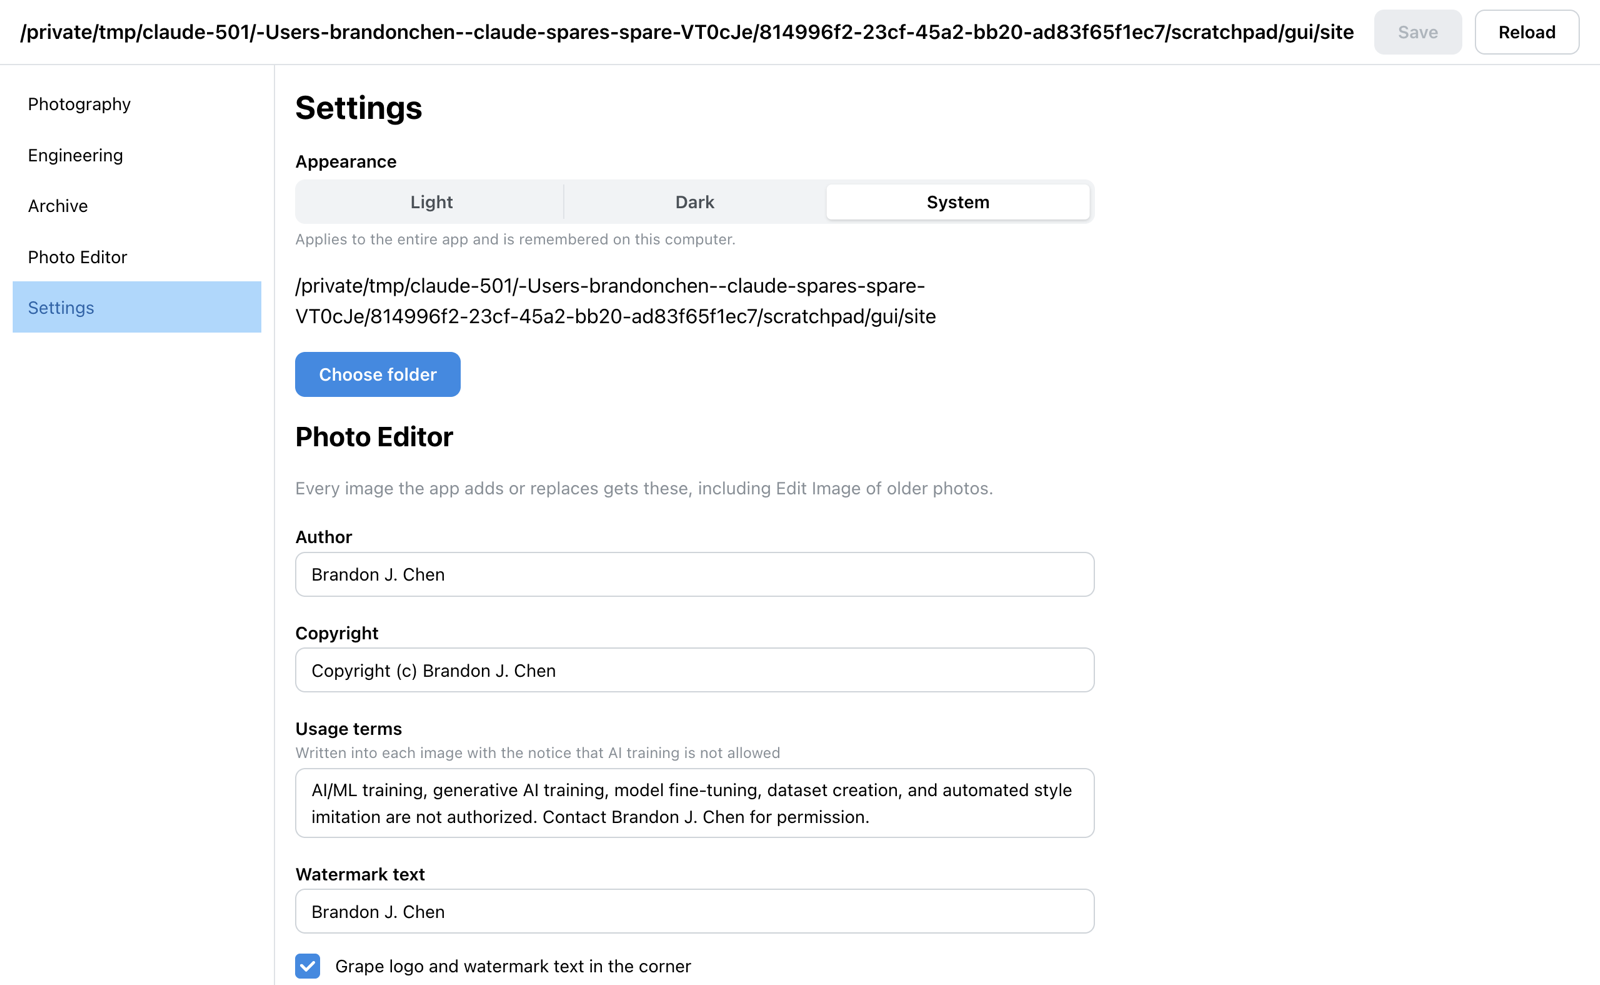 /private/tmp/claude-501/-Users-brandonchen--claude-spares-spare-VT0cJe/814996f2-23cf-45a2-bb20-ad83f65f1ec7/scratchpad/gui/site
Save
Reload
Photography
Engineering
Archive
Photo Editor
Settings
Settings
Appearance
Light
Dark
System
Applies to the entire app and is remembered on this computer.
/private/tmp/claude-501/-Users-brandonchen--claude-spares-spare-
VT0cJe/814996f2-23cf-45a2-bb20-ad83f65f1ec7/scratchpad/gui/site
Choose folder
Photo Editor
Every image the app adds or replaces gets these, including Edit Image of older photos.
Author
Brandon J. Chen
Copyright
Copyright (c) Brandon J. Chen
Usage terms
Written into each image with the notice that AI training is not allowed
AI/ML training, generative AI training, model fine-tuning, dataset creation, and automated style
imitation are not authorized. Contact Brandon J. Chen for permission.
Watermark text
Brandon J. Chen
Grape logo and watermark text in the corner